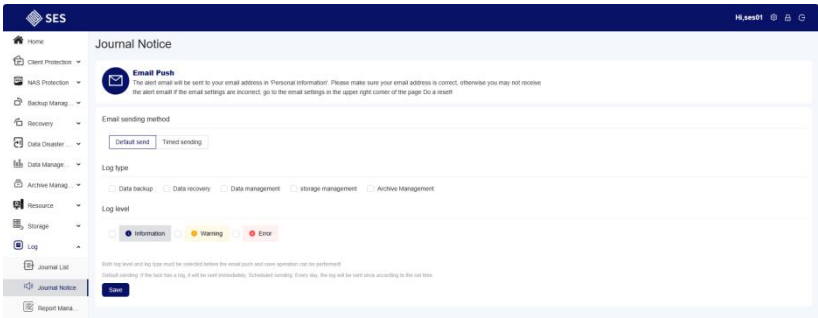 SES
Hi,ses01
Home
Client Protection
NAS Protection
Backup Manag...
Recovery
Data Disaster ...
Data Manage...
Archive Manag...
Resource
Storage
Log
Journal List
Journal Notice
Report Mana...
Journal Notice
Email Push
The alert email will be sent to your email address in 'Personal Information'. Please make sure your email address is correct, otherwise you may not receive
the alert email! If the email settings are incorrect, go to the email settings in the upper right corner of the page Do a reset!
Email sending method
Default send Timed sending
Log type
Data backup Data recovery Data management storage management Archive Management
Log level
Information Warning Error
Both log level and log type must be selected before the email push and save operation can be performed!
Default sending: If the task has a log, it will be sent immediately; Scheduled sending: Every day, the log will be sent once according to the set time.
Save